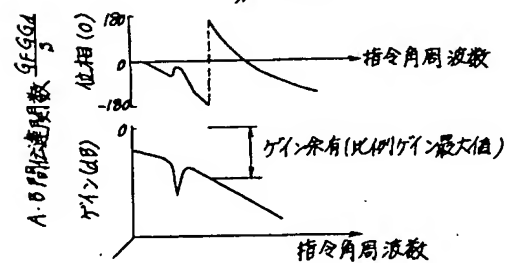 180
0
-180
位相(O)
指令角周波数
A・B間伝達関数 GFGGd/S
0
ゲイン(dB)
ゲイン余有(比例ゲイン最大値)
指令角周波数